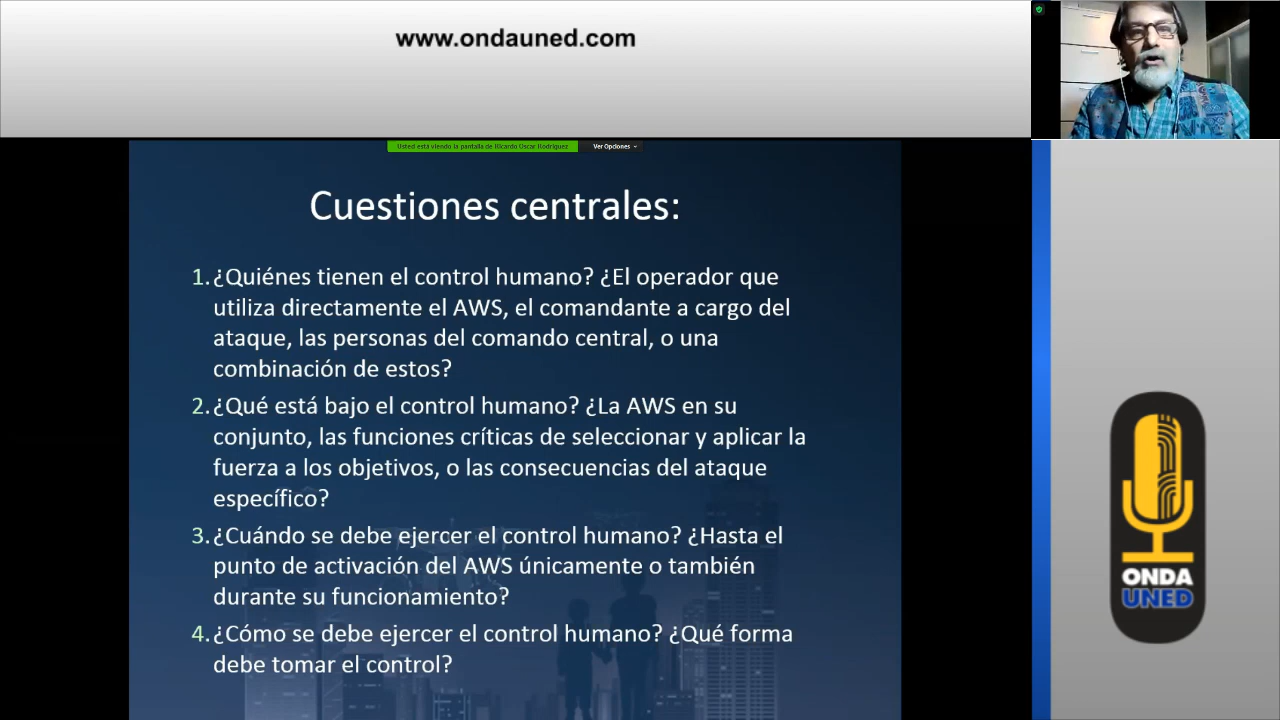 www.ondauned.com
Usted está viendo la pantalla de Ricardo Oscar Rodriguez
Ver Opciones
Cuestiones centrales:
1. ¿Quiénes tienen el control humano? ¿El operador que
utiliza directamente el AWS, el comandante a cargo del
ataque, las personas del comando central, o una
combinación de estos?
2. ¿Qué está bajo el control humano? ¿La AWS en su
conjunto, las funciones críticas de seleccionar y aplicar la
fuerza a los objetivos, o las consecuencias del ataque
específico?
3. ¿Cuándo se debe ejercer el control humano? ¿Hasta el
punto de activación del AWS únicamente o también
durante su funcionamiento?
4. ¿Cómo se debe ejercer el control humano? ¿Qué forma
debe tomar el control?
ONDA
UNED